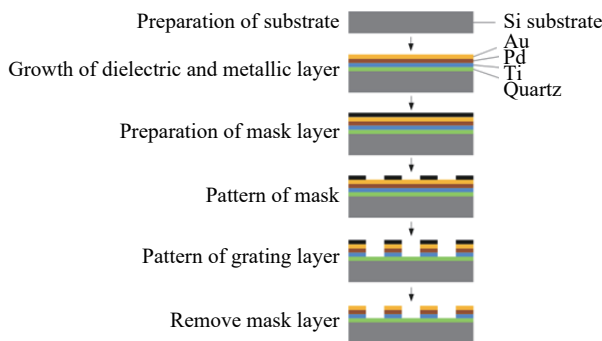 Preparation of substrate
Si substrate
Au
Pd
Ti
Quartz
Growth of dielectric and metallic layer
Preparation of mask layer
Pattern of mask
Pattern of grating layer
Remove mask layer